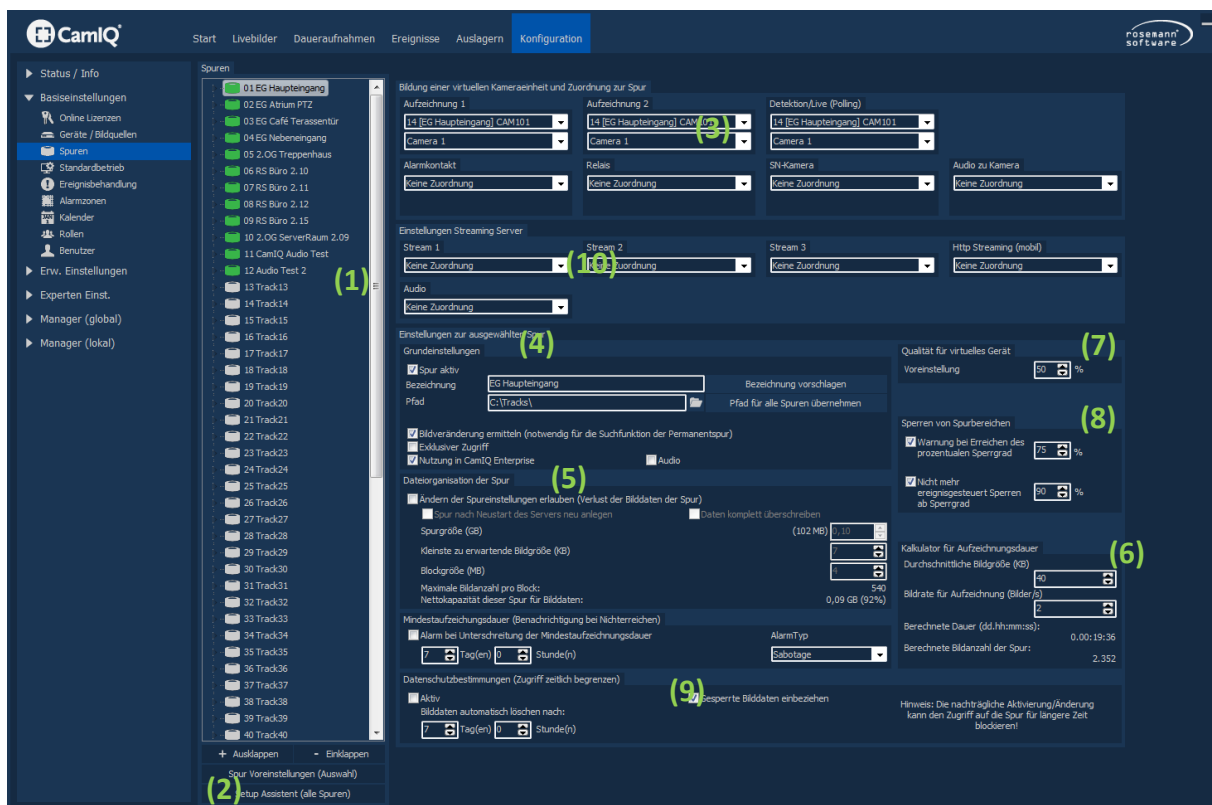 CamIQ
Start Livebilder Daueraufnahmen Ereignisse Auslagern Konfiguration
rosemann
software
Status / Info
Basiseinstellungen
Online Lizenzen
Geräte / Bildquellen
Spuren
Standardbetrieb
Ereignisbehandlung
Alarmzonen
Kalender
Rollen
Benutzer
Erw. Einstellungen
Experten Einst.
Manager (global)
Manager (lokal)
Spuren
01 EG Haupteingang
02 EG Atrium PTZ
03 EG Café Terassentür
04 EG Nebeneingang
05 2.OG Treppenhaus
06 RS Büro 2.10
07 RS Büro 2.11
08 RS Büro 2.12
09 RS Büro 2.15
10 2.OG ServerRaum 2.09
11 CamIQ Audio Test
12 Audio Test 2
(1)
13 Track13
14 Track14
15 Track15
16 Track16
17 Track17
18 Track18
19 Track19
20 Track20
21 Track21
22 Track22
23 Track23
24 Track24
25 Track25
26 Track26
27 Track27
28 Track28
29 Track29
30 Track30
31 Track31
32 Track32
33 Track33
34 Track34
35 Track35
36 Track36
37 Track37
38 Track38
39 Track39
40 Track40
+ Ausklappen - Einklappen
Spur Voreinstellungen (Auswahl)
(2) Setup Assistent (alle Spuren)
Bildung einer virtuellen Kameraeinheit und Zuordnung zur Spur
Aufzeichnung 1 Aufzeichnung 2 Detektion/Live (Polling)
14 [EG Haupteingang] CAM101 14 [EG Haupteingang] CAM101 14 [EG Haupteingang] CAM101
(3)
Camera 1 Camera 1 Camera 1
Alarmkontakt Relais SN-Kamera Audio zu Kamera
Keine Zuordnung Keine Zuordnung Keine Zuordnung Keine Zuordnung
Einstellungen Streaming Server
Stream 1 Stream 2 Stream 3 Http Streaming (mobil)
Keine Zuordnung (10) Keine Zuordnung Keine Zuordnung Keine Zuordnung
Audio
Keine Zuordnung
Einstellungen zur ausgewählten Spur
(4)
Grundeinstellungen
Spur aktiv
Bezeichnung EG Haupteingang Bezeichnung vorschlagen
Pfad C:\Tracks\ Pfad für alle Spuren übernehmen
Bildveränderung ermitteln (notwendig für die Suchfunktion der Permanentspur)
Exklusiver Zugriff
Nutzung in CamIQ Enterprise Audio
(5)
Dateiorganisation der Spur
Ändern der Spureinstellungen erlauben (Verlust der Bilddaten der Spur)
Spur nach Neustart des Servers neu anlegen Daten komplett überschreiben
Spurgröße (GB) (102 MB) 0,10
Kleinste zu erwartende Bildgröße (KB) 7
Blockgröße (MB) 4
Maximale Bildanzahl pro Block: 540
Nettokapazität dieser Spur für Bilddaten: 0,09 GB (92%)
Mindestaufzeichungsdauer (Benachrichtigung bei Nichterreichen)
Alarm bei Unterschreitung der Mindestaufzeichnungsdauer AlarmTyp
7 Tag(en) 0 Stunde(n) Sabotage
Datenschutzbestimmungen (Zugriff zeitlich begrenzen)
Aktiv (9) Gesperrte Bilddaten einbeziehen
Bilddaten automatisch löschen nach:
7 Tag(en) 0 Stunde(n)
Qualität für virtuelles Gerät (7)
Voreinstellung 50 %
(8)
Sperren von Spurbereichen
Warnung bei Erreichen des
prozentualen Sperrgrad 75 %
Nicht mehr
ereignisgesteuert Sperren 90 %
ab Sperrgrad
Kalkulator für Aufzeichnungsdauer (6)
Durchschnittliche Bildgröße (KB)
40
Bildrate für Aufzeichnung (Bilder/s)
2
Berechnete Dauer (dd.hh:mm:ss):
0.00:19:36
Berechnete Bildanzahl der Spur:
2.352
Hinweis: Die nachträgliche Aktivierung/Änderung
kann den Zugriff auf die Spur für längere Zeit
blockieren!